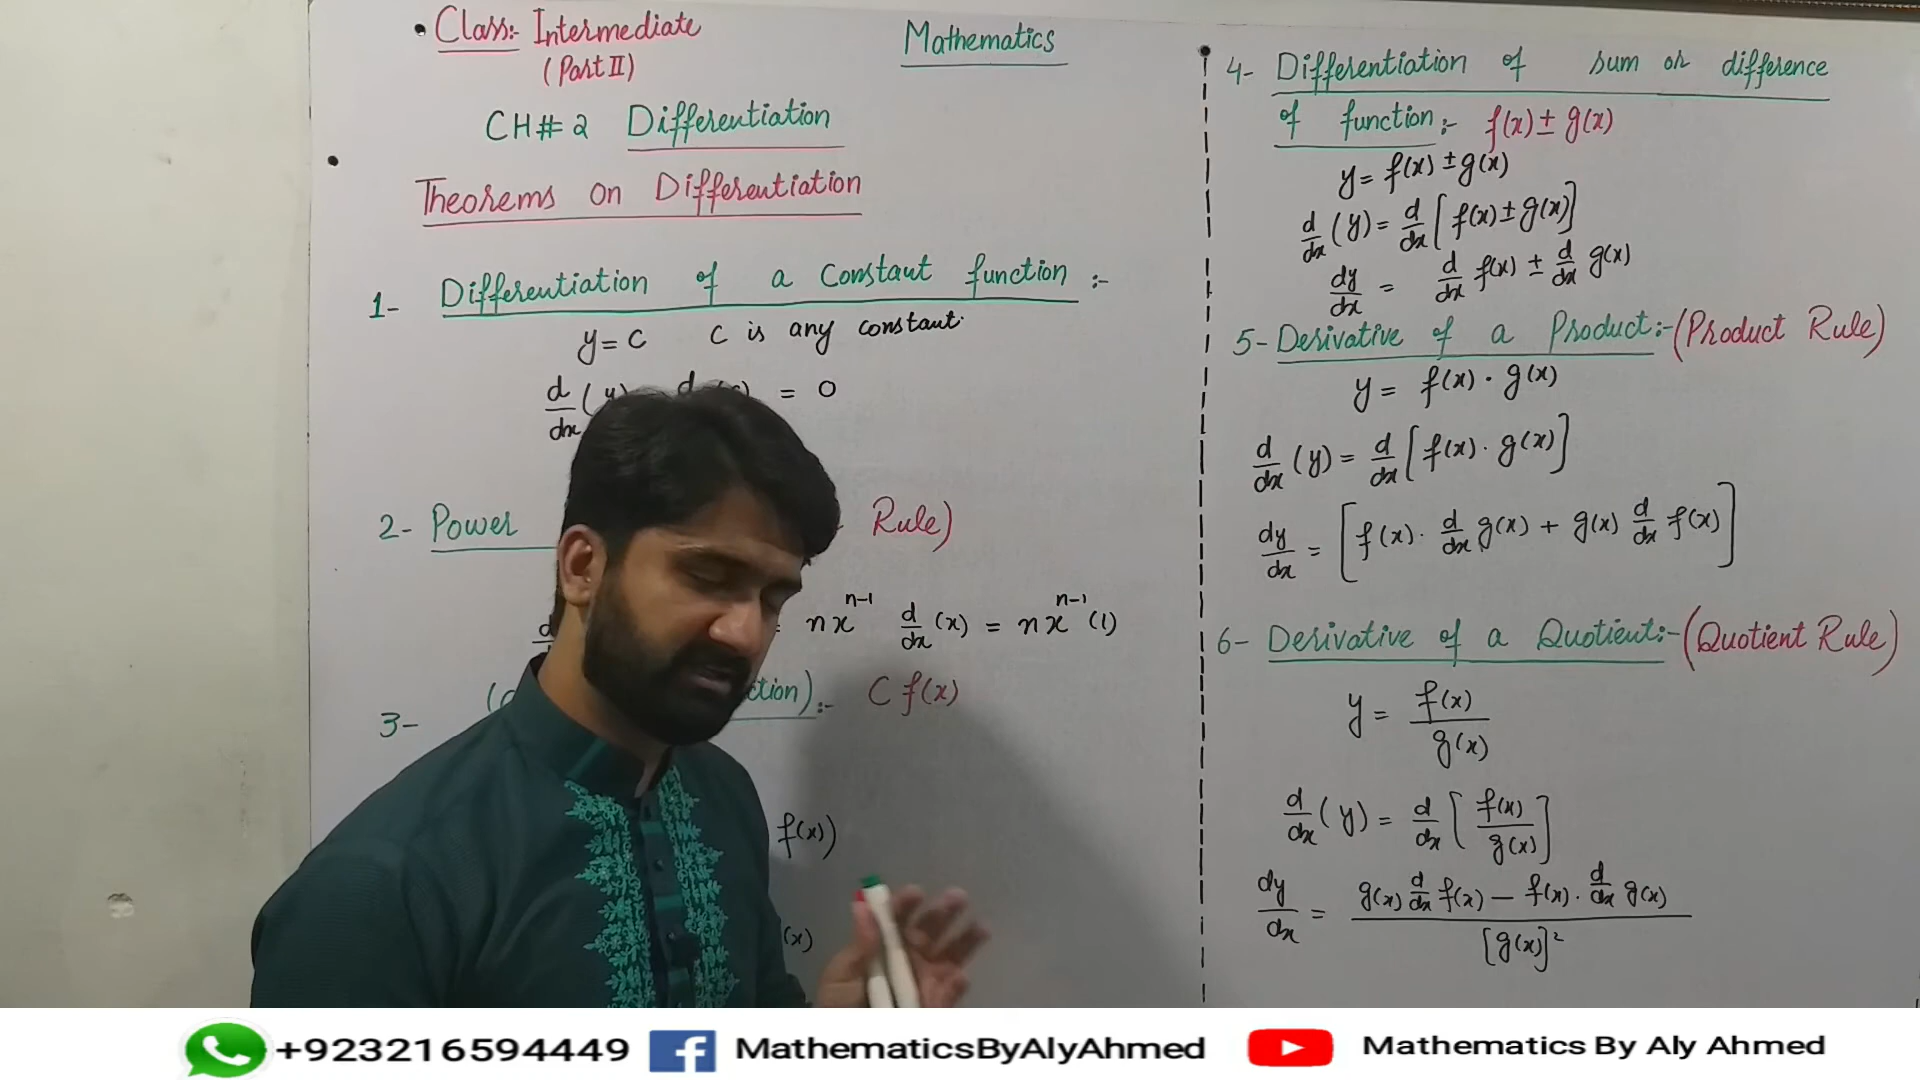 • Class:- Intermediate
(Part II)
Mathematics
CH# 2 Differentiation
Theorems on Differentiation
1- Differentiation of a Constant function :-
y = c c is any constant.
d/dx (y) d = 0
2- Power Rule)
= nx^(n-1) d/dx (x) = nx^(n-1) (1)
3- ction):- C f(x)
f(x))
(x)
4- Differentiation of sum or difference
of function:- f(x) ± g(x)
y = f(x) ± g(x)
d/dx (y) = d/dx [f(x) ± g(x)]
dy/dx = d/dx f(x) ± d/dx g(x)
5- Derivative of a Product:- (Product Rule)
y = f(x) · g(x)
d/dx (y) = d/dx [f(x) · g(x)]
dy/dx = [f(x) · d/dx g(x) + g(x) d/dx f(x)]
6- Derivative of a Quotient:- (Quotient Rule)
y = f(x)/g(x)
d/dx (y) = d/dx [f(x)/g(x)]
dy/dx = (g(x) d/dx f(x) – f(x) · d/dx g(x))/[g(x)]²
+923216594449 MathematicsByAlyAhmed Mathematics By Aly Ahmed